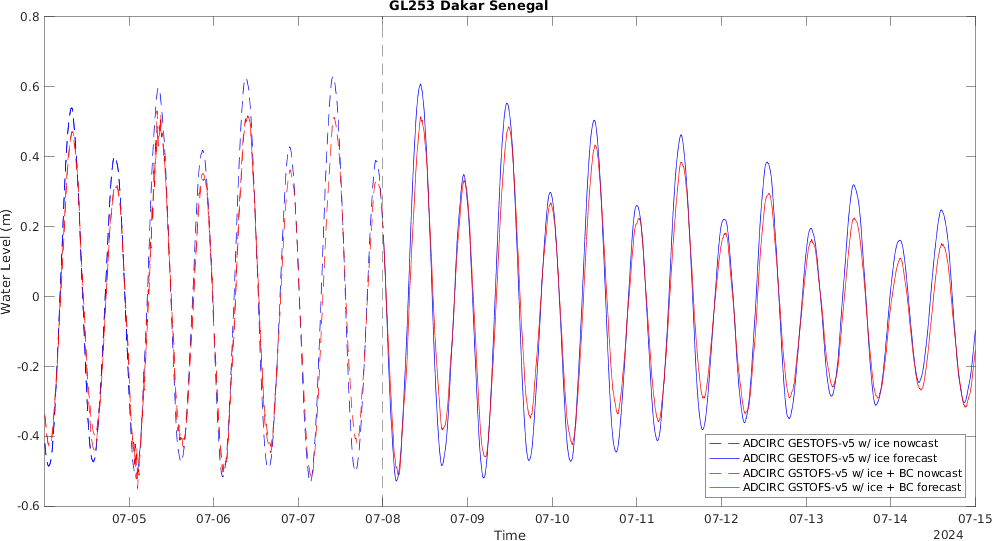 GL253 Dakar Senegal
0.8
0.6
0.4
0.2
0
-0.2
-0.4
-0.6
Water Level (m)
ADCIRC GESTOFS-v5 w/ ice nowcast
ADCIRC GESTOFS-v5 w/ ice forecast
ADCIRC GSTOFS-v5 w/ ice + BC nowcast
ADCIRC GSTOFS-v5 w/ ice + BC forecast
07-05 07-06 07-07 07-08 07-09 07-10 07-11 07-12 07-13 07-14 07-15
Time
2024